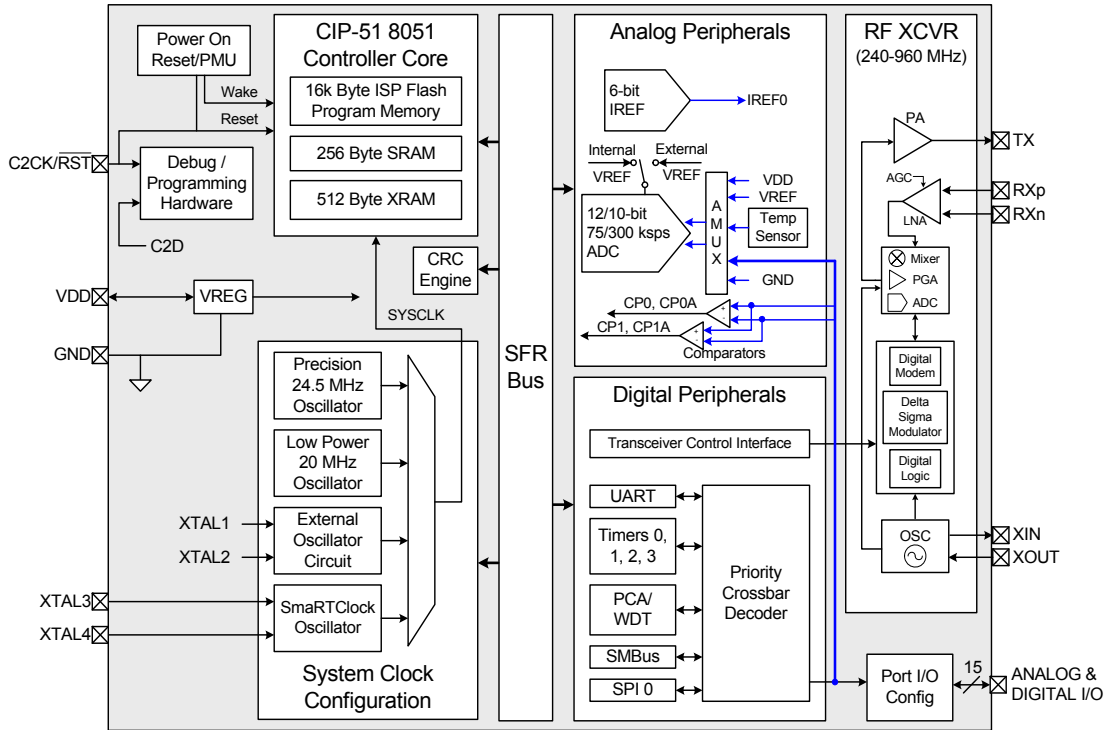 Power On
Reset/PMU
Wake
Reset
C2CK/RST
Debug /
Programming
Hardware
C2D
VDD
VREG
GND
CIP-51 8051
Controller Core
16k Byte ISP Flash
Program Memory
256 Byte SRAM
512 Byte XRAM
CRC
Engine
SYSCLK
Precision
24.5 MHz
Oscillator
Low Power
20 MHz
Oscillator
XTAL1
XTAL2
External
Oscillator
Circuit
XTAL3
XTAL4
SmaRTClock
Oscillator
System Clock
Configuration
SFR
Bus
Analog Peripherals
6-bit
IREF
IREF0
Internal
VREF
External
VREF
12/10-bit
75/300 ksps
ADC
A
M
U
X
VDD
VREF
Temp
Sensor
GND
CP0, CP0A
+
-
CP1, CP1A
+
-
Comparators
Digital Peripherals
Transceiver Control Interface
UART
Timers 0,
1, 2, 3
PCA/
WDT
SMBus
SPI 0
Priority
Crossbar
Decoder
RF XCVR
(240-960 MHz)
PA
TX
AGC
LNA
RXp
RXn
Mixer
PGA
ADC
Digital
Modem
Delta
Sigma
Modulator
Digital
Logic
OSC
XIN
XOUT
Port I/O
Config
15
ANALOG &
DIGITAL I/O